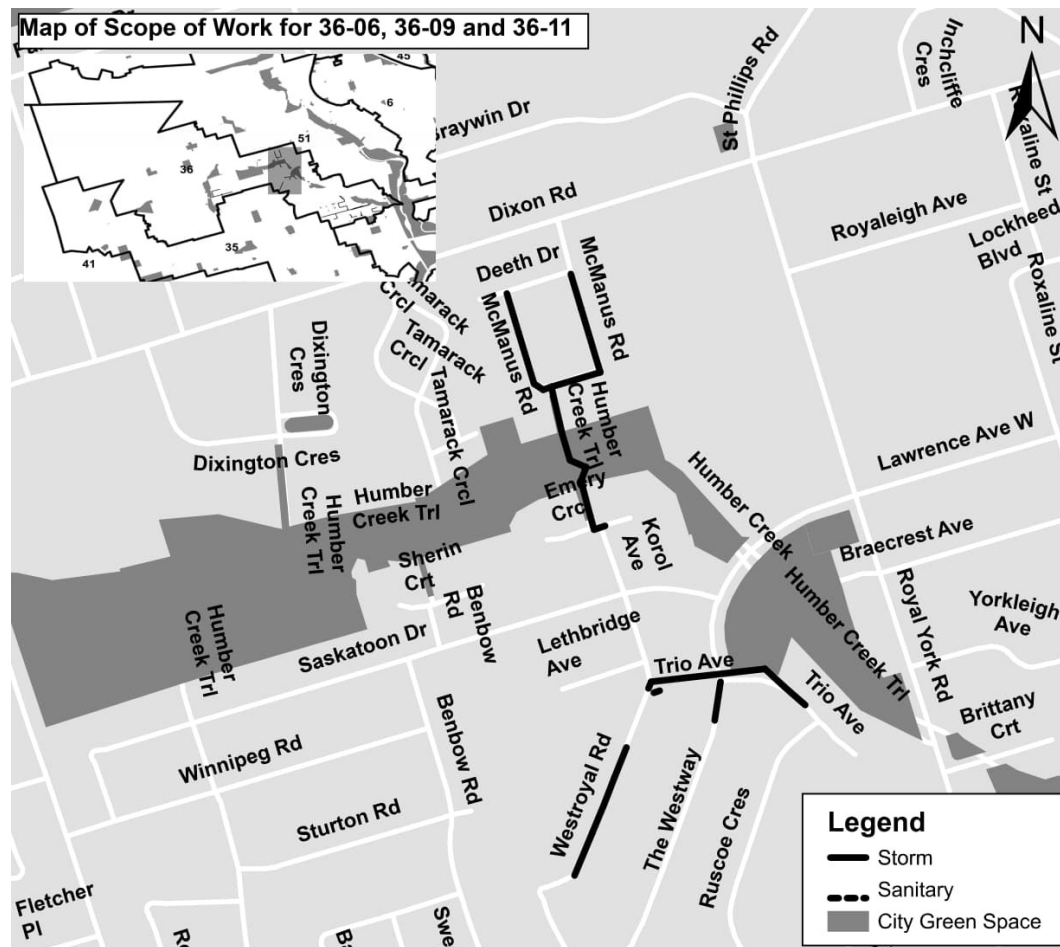 Map of Scope of Work for 36-06, 36-09 and 36-11
45
6
51
36
35
41
N
St Phillips Rd
Inchcliffe
Cres
Roxaline St
Dixon Rd
Royaleigh Ave
Lockheed
Blvd
Roxaline St
Deeth Dr
McManus Rd
McManus Rd
Crcl
Tamarack
Crcl
Tamarack Crcl
Dixington
Cres
Dixington Cres
Humber
Creek Trl
Humber
Creek Trl
Humber
Creek Trl
Humber
Creek Trl
Emery
Crcl
Korol
Ave
Humber Creek
Humber Creek Trl
Lawrence Ave W
Braecrest Ave
Royal York Rd
Yorkleigh
Ave
Sherin
Crt
Benbow
Rd
Saskatoon Dr
Lethbridge
Ave
Trio Ave
Trio Ave
Brittany
Crt
Winnipeg Rd
Benbow Rd
Sturton Rd
Westroyal Rd
The Westway
Ruscoe Cres
Fletcher
Pl
Legend
Storm
Sanitary
City Green Space